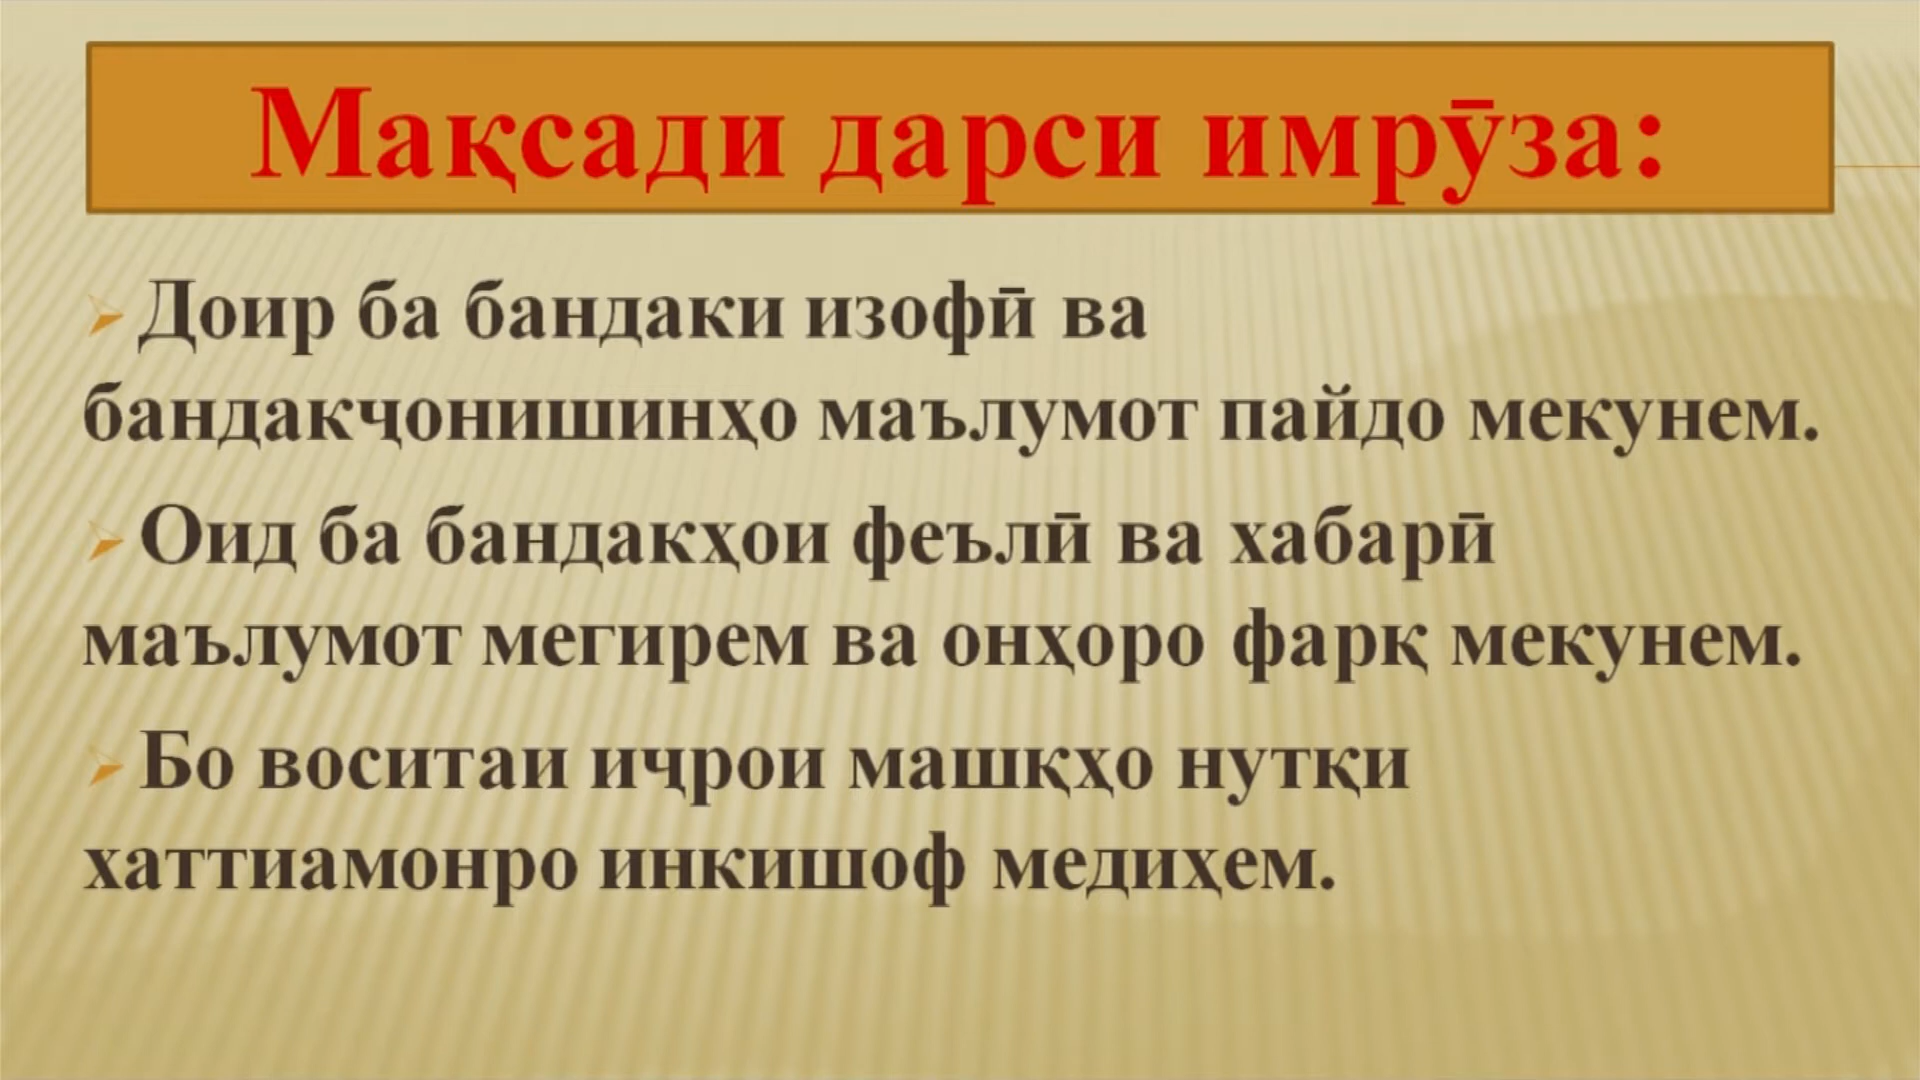 Мақсади дарси имрӯза:
Доир ба бандаки изофӣ ва
бандакҷонишинҳо маълумот пайдо мекунем.
Оид ба бандакҳои феълӣ ва хабарӣ
маълумот мегирем ва онҳоро фарқ мекунем.
Бо воситаи иҷрои машқҳо нутқи
хаттиамонро инкишоф медиҳем.